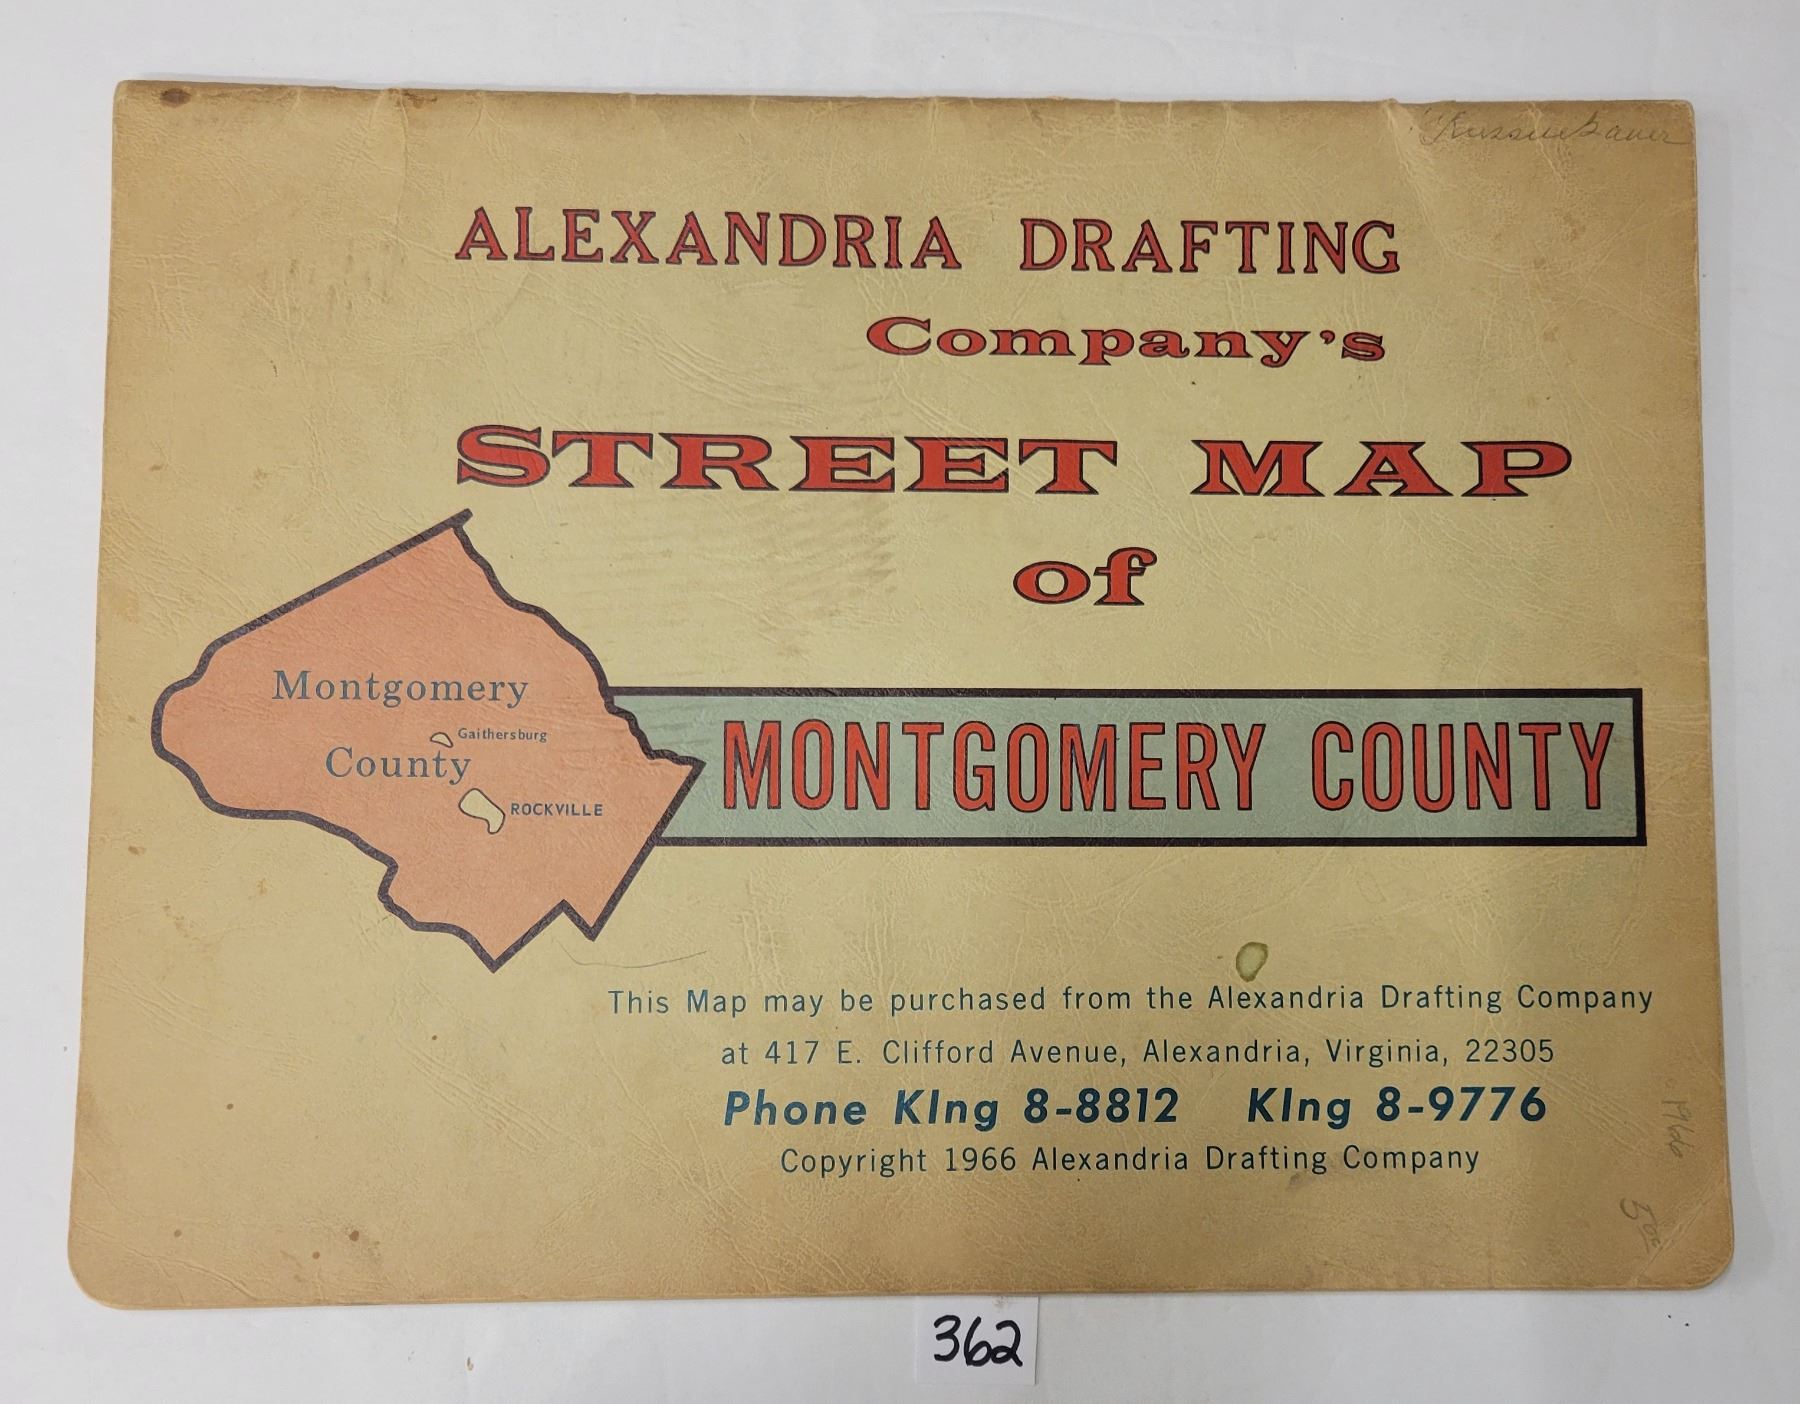 ALEXANDRIA DRAFTING
Company's
STREET MAP
of
Montgomery
Gaithersburg
County
ROCKVILLE
MONTGOMERY COUNTY
This Map may be purchased from the Alexandria Drafting Company
at 417 E. Clifford Avenue, Alexandria, Virginia, 22305
Phone KIng 8-8812 KIng 8-9776
Copyright 1966 Alexandria Drafting Company
1966
362